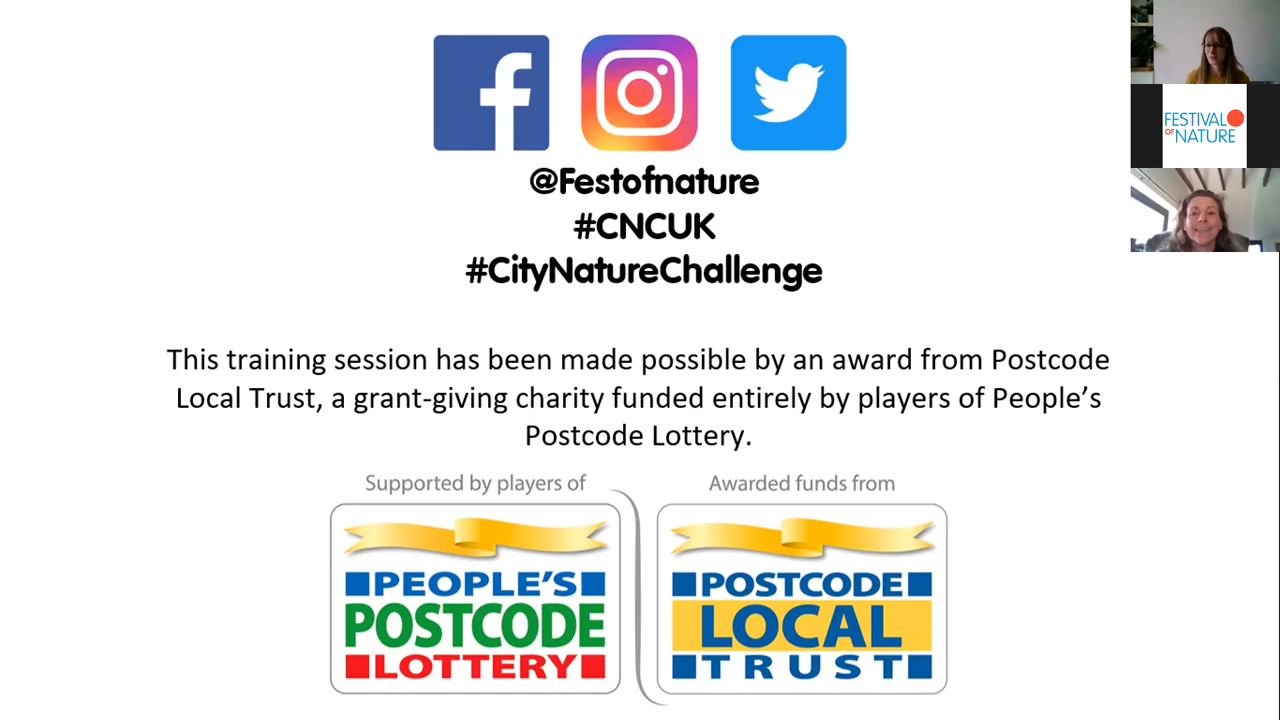 @Festofnature
#CNCUK
#CityNatureChallenge
This training session has been made possible by an award from Postcode
Local Trust, a grant-giving charity funded entirely by players of People’s
Postcode Lottery.
Supported by players of
PEOPLE'S
POSTCODE
LOTTERY
Awarded funds from
POSTCODE
LOCAL
TRUST
FESTIVAL
OF NATURE